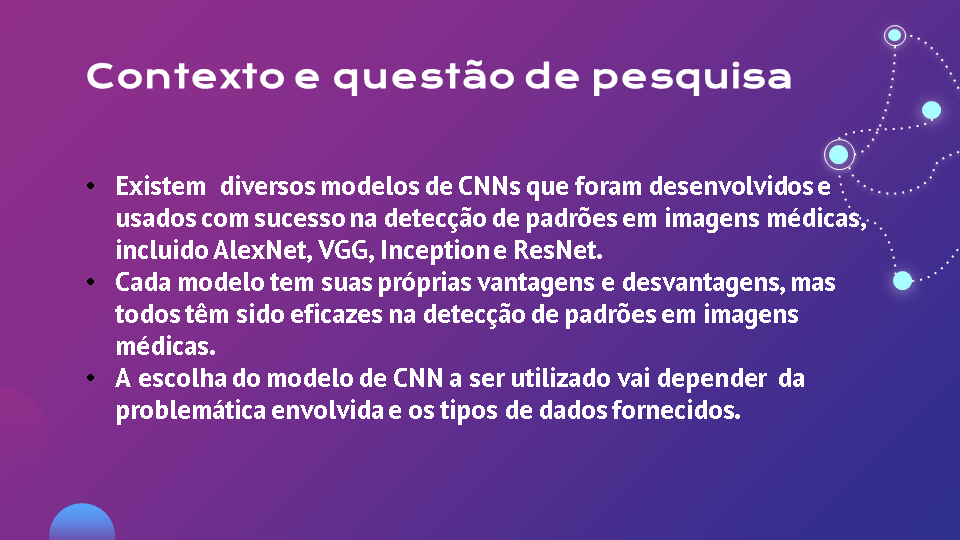 Contexto e questão de pesquisa
• Existem diversos modelos de CNNs que foram desenvolvidos e
usados com sucesso na detecção de padrões em imagens médicas,
incluido AlexNet, VGG, Inception e ResNet.
• Cada modelo tem suas próprias vantagens e desvantagens, mas
todos têm sido eficazes na detecção de padrões em imagens
médicas.
• A escolha do modelo de CNN a ser utilizado vai depender da
problemática envolvida e os tipos de dados fornecidos.